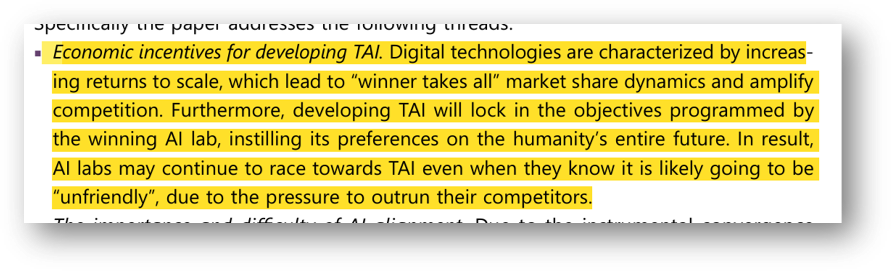 Specifically the paper addresses the following threads.
▪ Economic incentives for developing TAI. Digital technologies are characterized by increas-
ing returns to scale, which lead to “winner takes all” market share dynamics and amplify
competition. Furthermore, developing TAI will lock in the objectives programmed by
the winning AI lab, instilling its preferences on the humanity’s entire future. In result,
AI labs may continue to race towards TAI even when they know it is likely going to be
“unfriendly”, due to the pressure to outrun their competitors.
The importance and difficulty of AI alignment. Due to the instrumental convergence